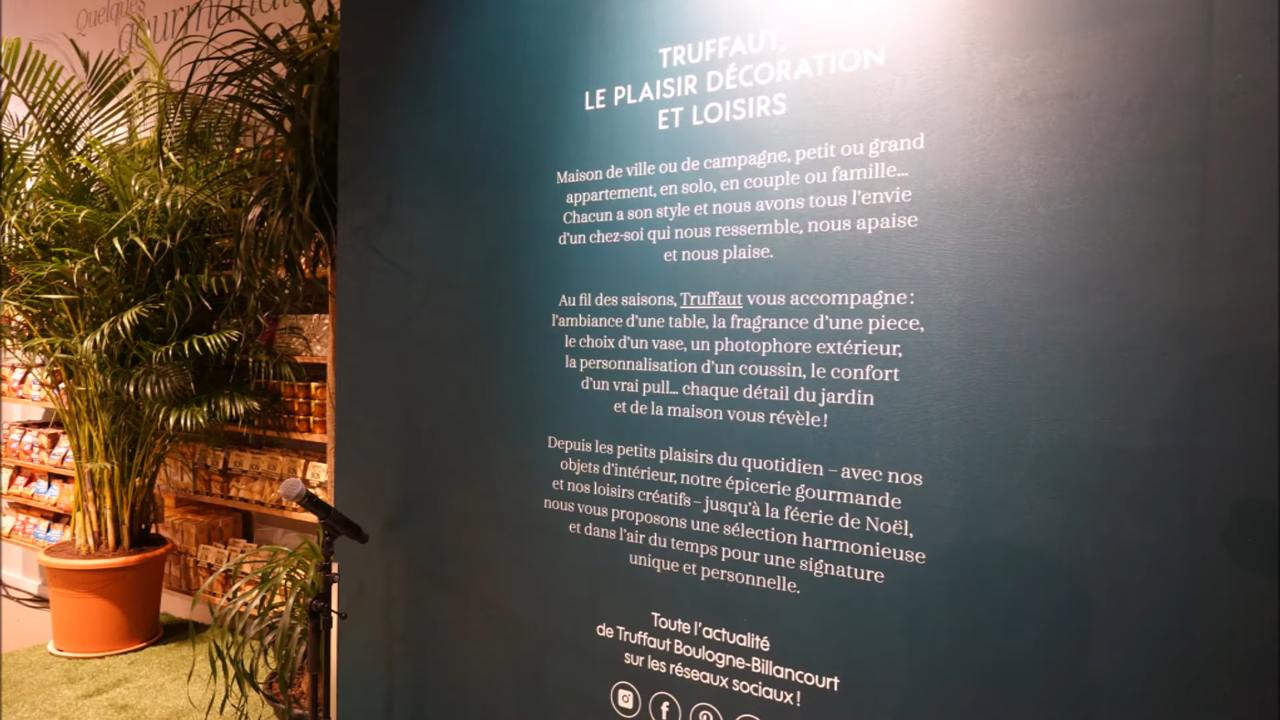 Quelques
gourmandises
TRUFFAUT,
LE PLAISIR DÉCORATION
ET LOISIRS
Maison de ville ou de campagne, petit ou grand
appartement, en solo, en couple ou famille...
Chacun a son style et nous avons tous l'envie
d'un chez-soi qui nous ressemble, nous apaise
et nous plaise.
Au fil des saisons, Truffaut vous accompagne :
l'ambiance d'une table, la fragrance d'une piece,
le choix d'un vase, un photophore extérieur,
la personnalisation d'un coussin, le confort
d'un vrai pull... chaque détail du jardin
et de la maison vous révèle !
Depuis les petits plaisirs du quotidien – avec nos
objets d'intérieur, notre épicerie gourmande
et nos loisirs créatifs – jusqu'à la féerie de Noël,
nous vous proposons une sélection harmonieuse
et dans l'air du temps pour une signature
unique et personnelle.
Toute l'actualité
de Truffaut Boulogne-Billancourt
sur les réseaux sociaux !